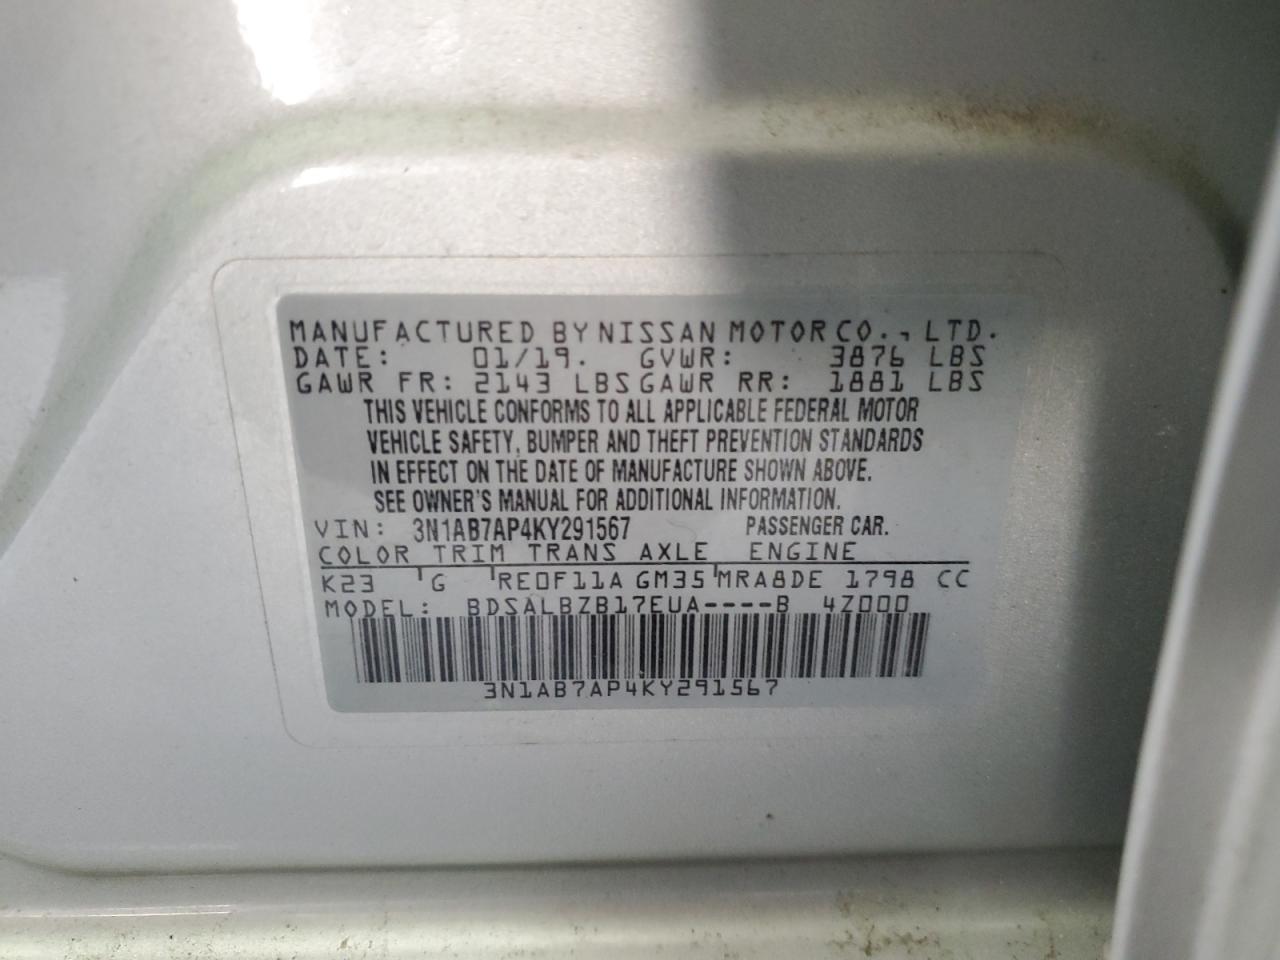 MANUFACTURED BY NISSAN MOTOR CO., LTD.
DATE: 01/19. GVWR: 3876 LBS
GAWR FR: 2143 LBS GAWR RR: 1881 LBS
THIS VEHICLE CONFORMS TO ALL APPLICABLE FEDERAL MOTOR
VEHICLE SAFETY, BUMPER AND THEFT PREVENTION STANDARDS
IN EFFECT ON THE DATE OF MANUFACTURE SHOWN ABOVE.
SEE OWNER'S MANUAL FOR ADDITIONAL INFORMATION.
VIN: 3N1AB7AP4KY291567 PASSENGER CAR.
COLOR TRIM TRANS AXLE ENGINE
K23 G RE0F11A GM35 MRA8DE 1798 CC
MODEL: BDSALBZB17EUA----B 4Z000
3N1AB7AP4KY291567